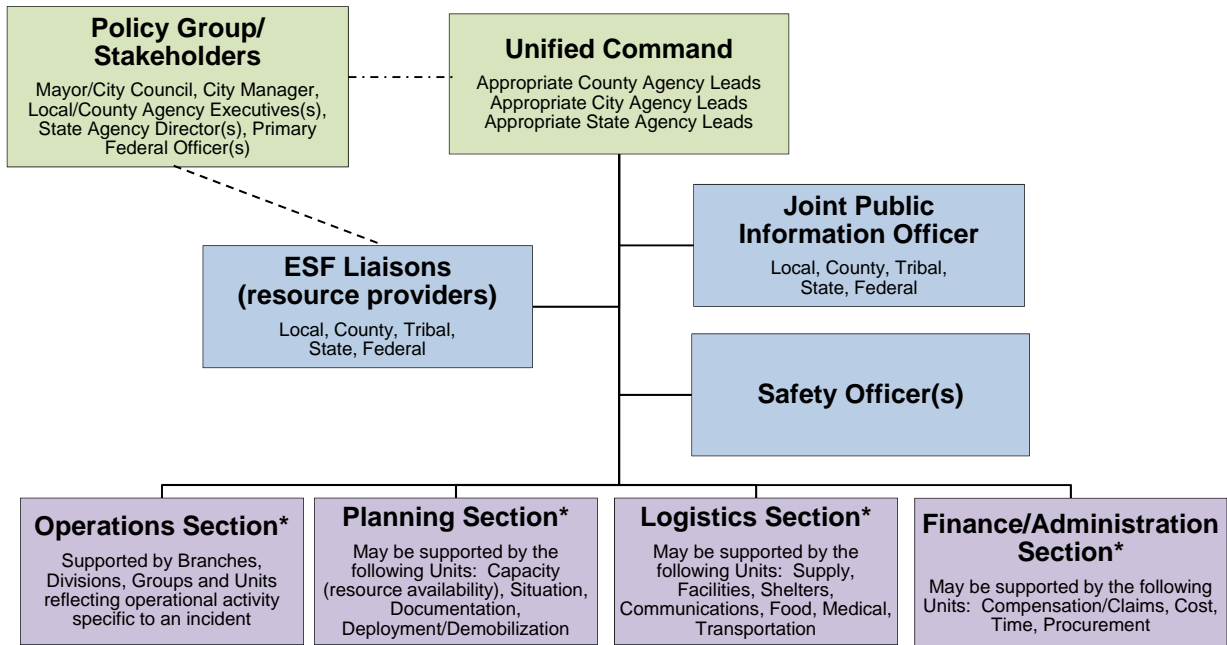 Policy Group/
Stakeholders
Mayor/City Council, City Manager,
Local/County Agency Executives(s),
State Agency Director(s), Primary
Federal Officer(s)
Unified Command
Appropriate County Agency Leads
Appropriate City Agency Leads
Appropriate State Agency Leads
Joint Public
Information Officer
Local, County, Tribal,
State, Federal
ESF Liaisons
(resource providers)
Local, County, Tribal,
State, Federal
Safety Officer(s)
Operations Section*
Supported by Branches,
Divisions, Groups and Units
reflecting operational activity
specific to an incident
Planning Section*
May be supported by the
following Units: Capacity
(resource availability), Situation,
Documentation,
Deployment/Demobilization
Logistics Section*
May be supported by the
following Units: Supply,
Facilities, Shelters,
Communications, Food, Medical,
Transportation
Finance/Administration
Section*
May be supported by the following
Units: Compensation/Claims, Cost,
Time, Procurement